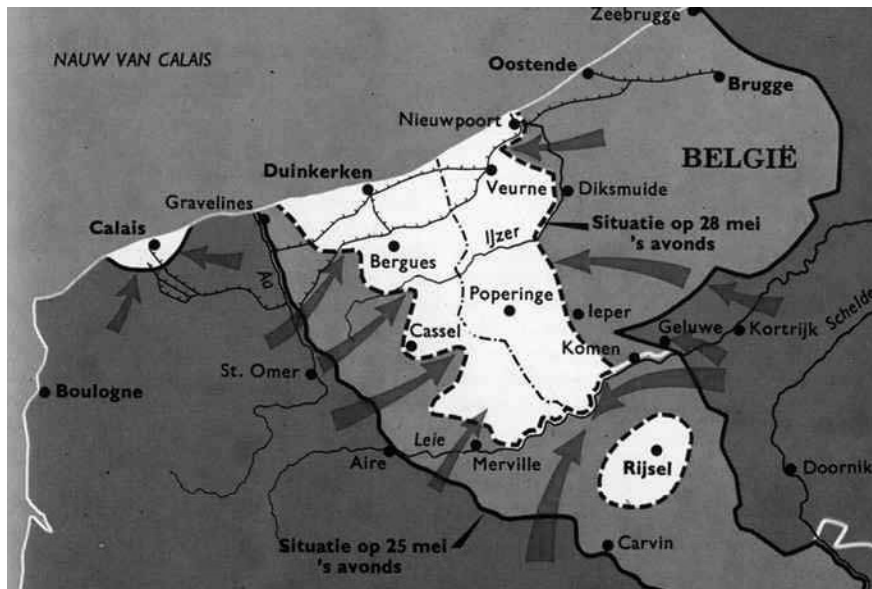 Zeebrugge
NAUW VAN CALAIS
Oostende
Brugge
Nieuwpoort
BELGIË
Duinkerken
Veurne
Diksmuide
Gravelines
Situatie op 28 mei
's avonds
Calais
IJzer
Bergues
Aa
Poperinge
Ieper
Schelde
Geluwe
Kortrijk
Cassel
Komen
St. Omer
Boulogne
Leie
Aire
Merville
Rijsel
Doornik
Situatie op 25 mei
's avonds
Carvin